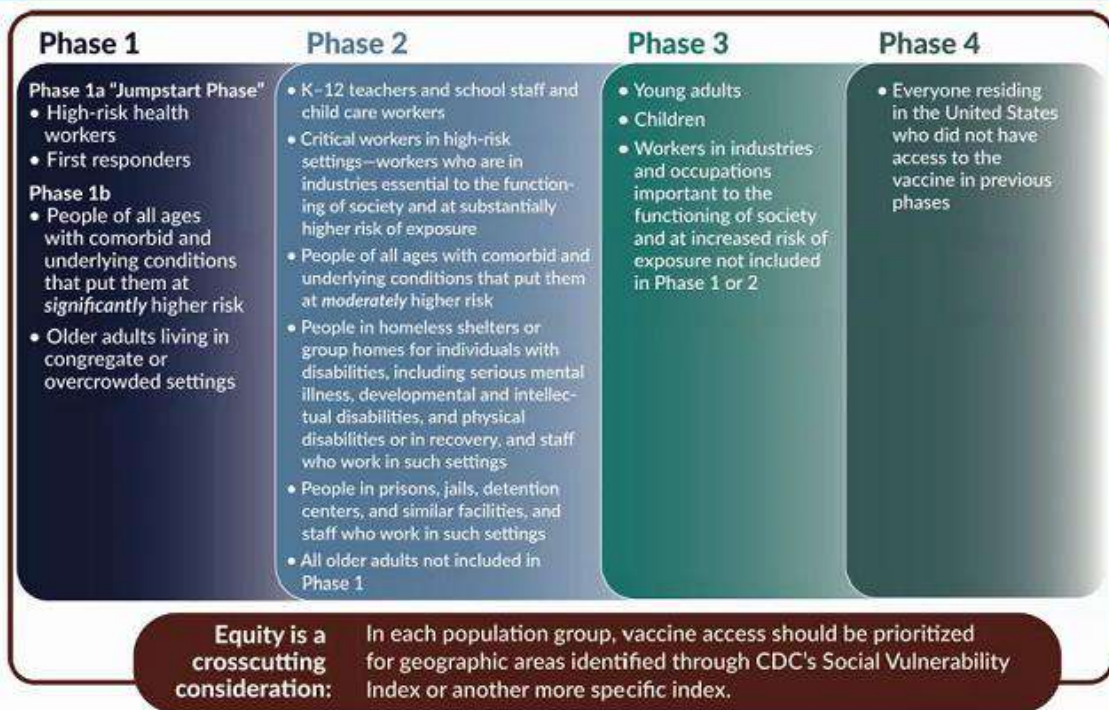 Phase 1
Phase 1a "Jumpstart Phase"
• High-risk health
workers
• First responders
Phase 1b
• People of all ages
with comorbid and
underlying conditions
that put them at
significantly higher risk
• Older adults living in
congregate or
overcrowded settings
Phase 2
• K–12 teachers and school staff and
child care workers
• Critical workers in high-risk
settings—workers who are in
industries essential to the function-
ing of society and at substantially
higher risk of exposure
• People of all ages with comorbid and
underlying conditions that put them
at moderately higher risk
• People in homeless shelters or
group homes for individuals with
disabilities, including serious mental
illness, developmental and intellec-
tual disabilities, and physical
disabilities or in recovery, and staff
who work in such settings
• People in prisons, jails, detention
centers, and similar facilities, and
staff who work in such settings
• All older adults not included in
Phase 1
Phase 3
• Young adults
• Children
• Workers in industries
and occupations
important to the
functioning of society
and at increased risk of
exposure not included
in Phase 1 or 2
Phase 4
• Everyone residing
in the United States
who did not have
access to the
vaccine in previous
phases
Equity is a
crosscutting
consideration:
In each population group, vaccine access should be prioritized
for geographic areas identified through CDC's Social Vulnerability
Index or another more specific index.